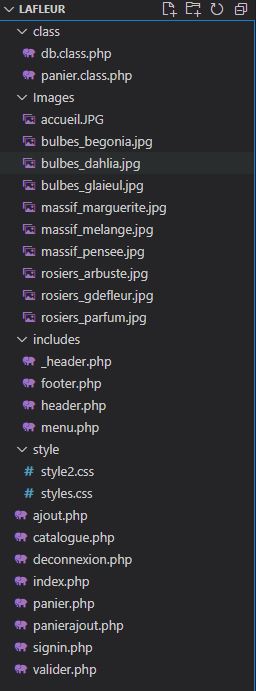 LAFLEUR
class
db.class.php
panier.class.php
Images
accueil.JPG
bulbes_begonia.jpg
bulbes_dahlia.jpg
bulbes_glaieul.jpg
massif_marguerite.jpg
massif_melange.jpg
massif_pensee.jpg
rosiers_arbuste.jpg
rosiers_gdefleur.jpg
rosiers_parfum.jpg
includes
_header.php
footer.php
header.php
menu.php
style
# style2.css
# styles.css
ajout.php
catalogue.php
deconnexion.php
index.php
panier.php
panierajout.php
signin.php
valider.php